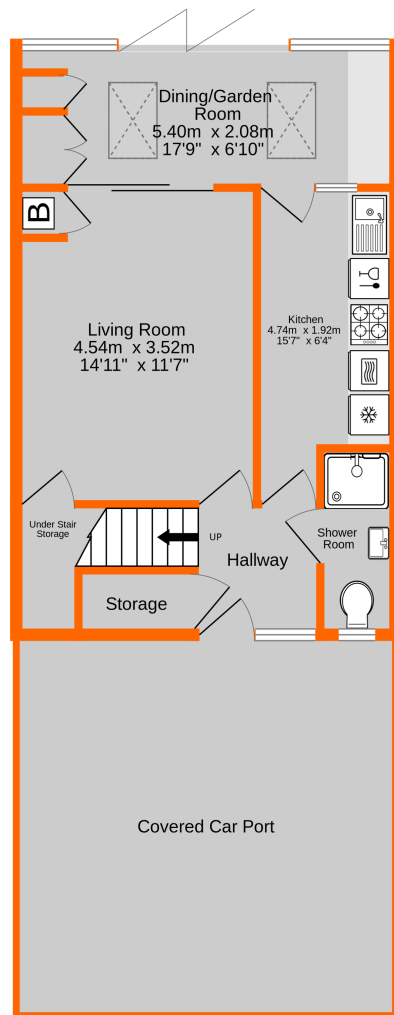 Dining/Garden
Room
5.40m x 2.08m
17'9" x 6'10"
B
Living Room
4.54m x 3.52m
14'11" x 11'7"
Kitchen
4.74m x 1.92m
15'7" x 6'4"
Under Stair
Storage
UP
Shower
Room
Hallway
Storage
Covered Car Port